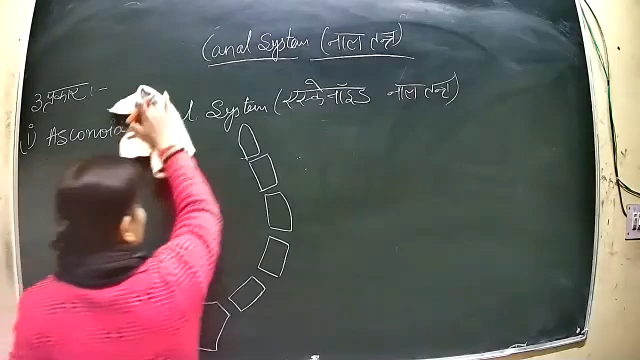 Canal System (नाल तन्त्र)
3 प्रकार :-
i) Asconoid System (एस्केनॉइड नाल तन्त्र)